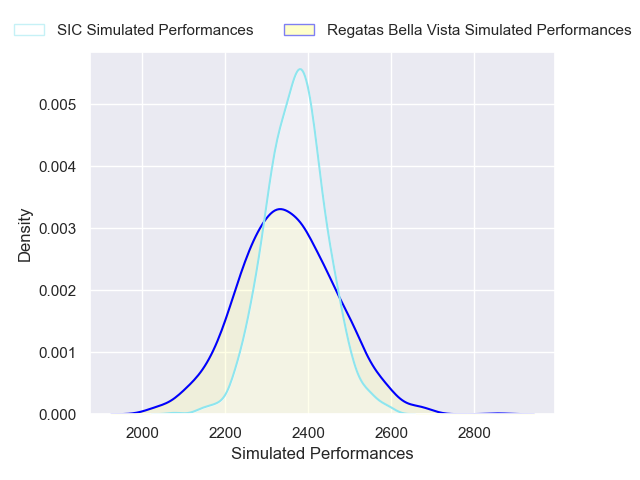 SIC Simulated Performances
Regatas Bella Vista Simulated Performances
0.005
0.004
0.003
0.002
0.001
0.000
Density
2000 2200 2400 2600 2800
Simulated Performances